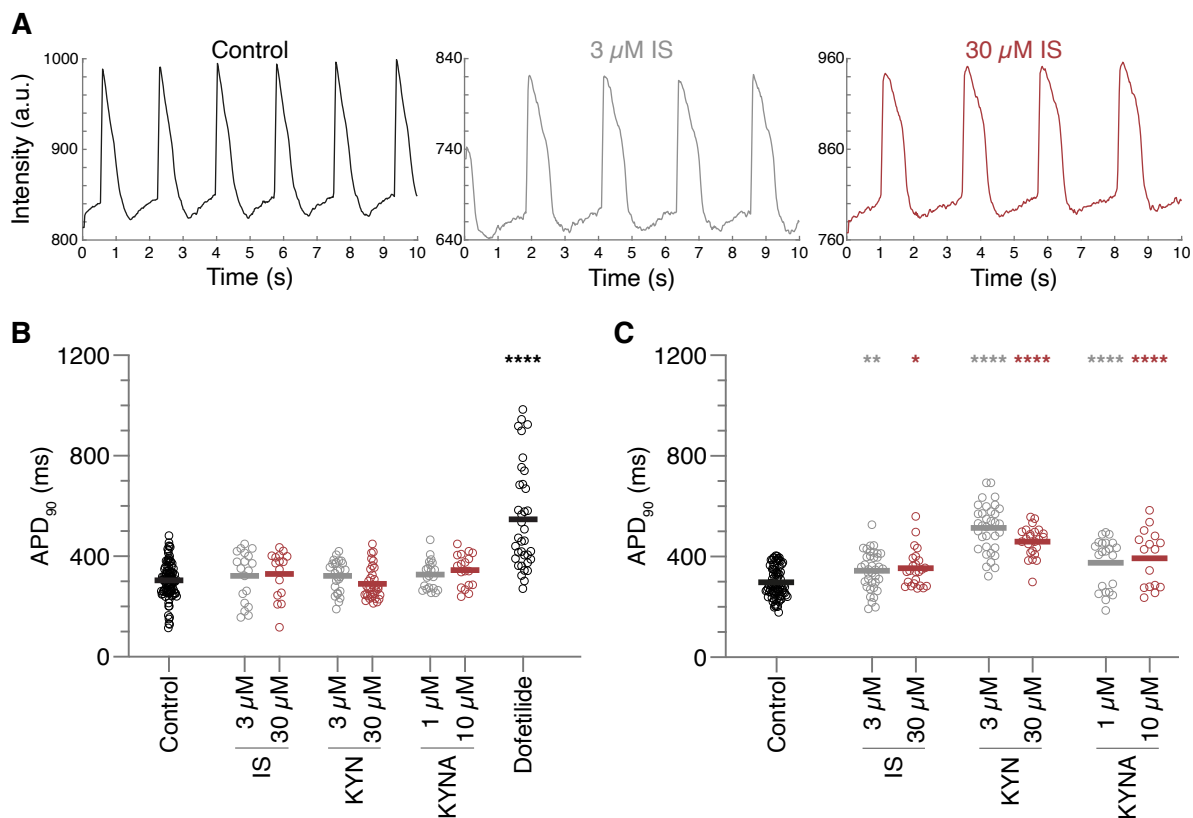 A
Control
3 µM IS
30 µM IS
Intensity (a.u.)
1000
900
800
0 1 2 3 4 5 6 7 8 9 10
Time (s)
840
740
640
0 1 2 3 4 5 6 7 8 9 10
Time (s)
960
860
760
0 1 2 3 4 5 6 7 8 9 10
Time (s)
B
APD90 (ms)
1200
800
400
0
****
Control
3 µM
30 µM
IS
3 µM
30 µM
KYN
1 µM
10 µM
KYNA
Dofetilide
C
APD90 (ms)
1200
800
400
0
** * **** **** **** ****
Control
3 µM
30 µM
IS
3 µM
30 µM
KYN
1 µM
10 µM
KYNA